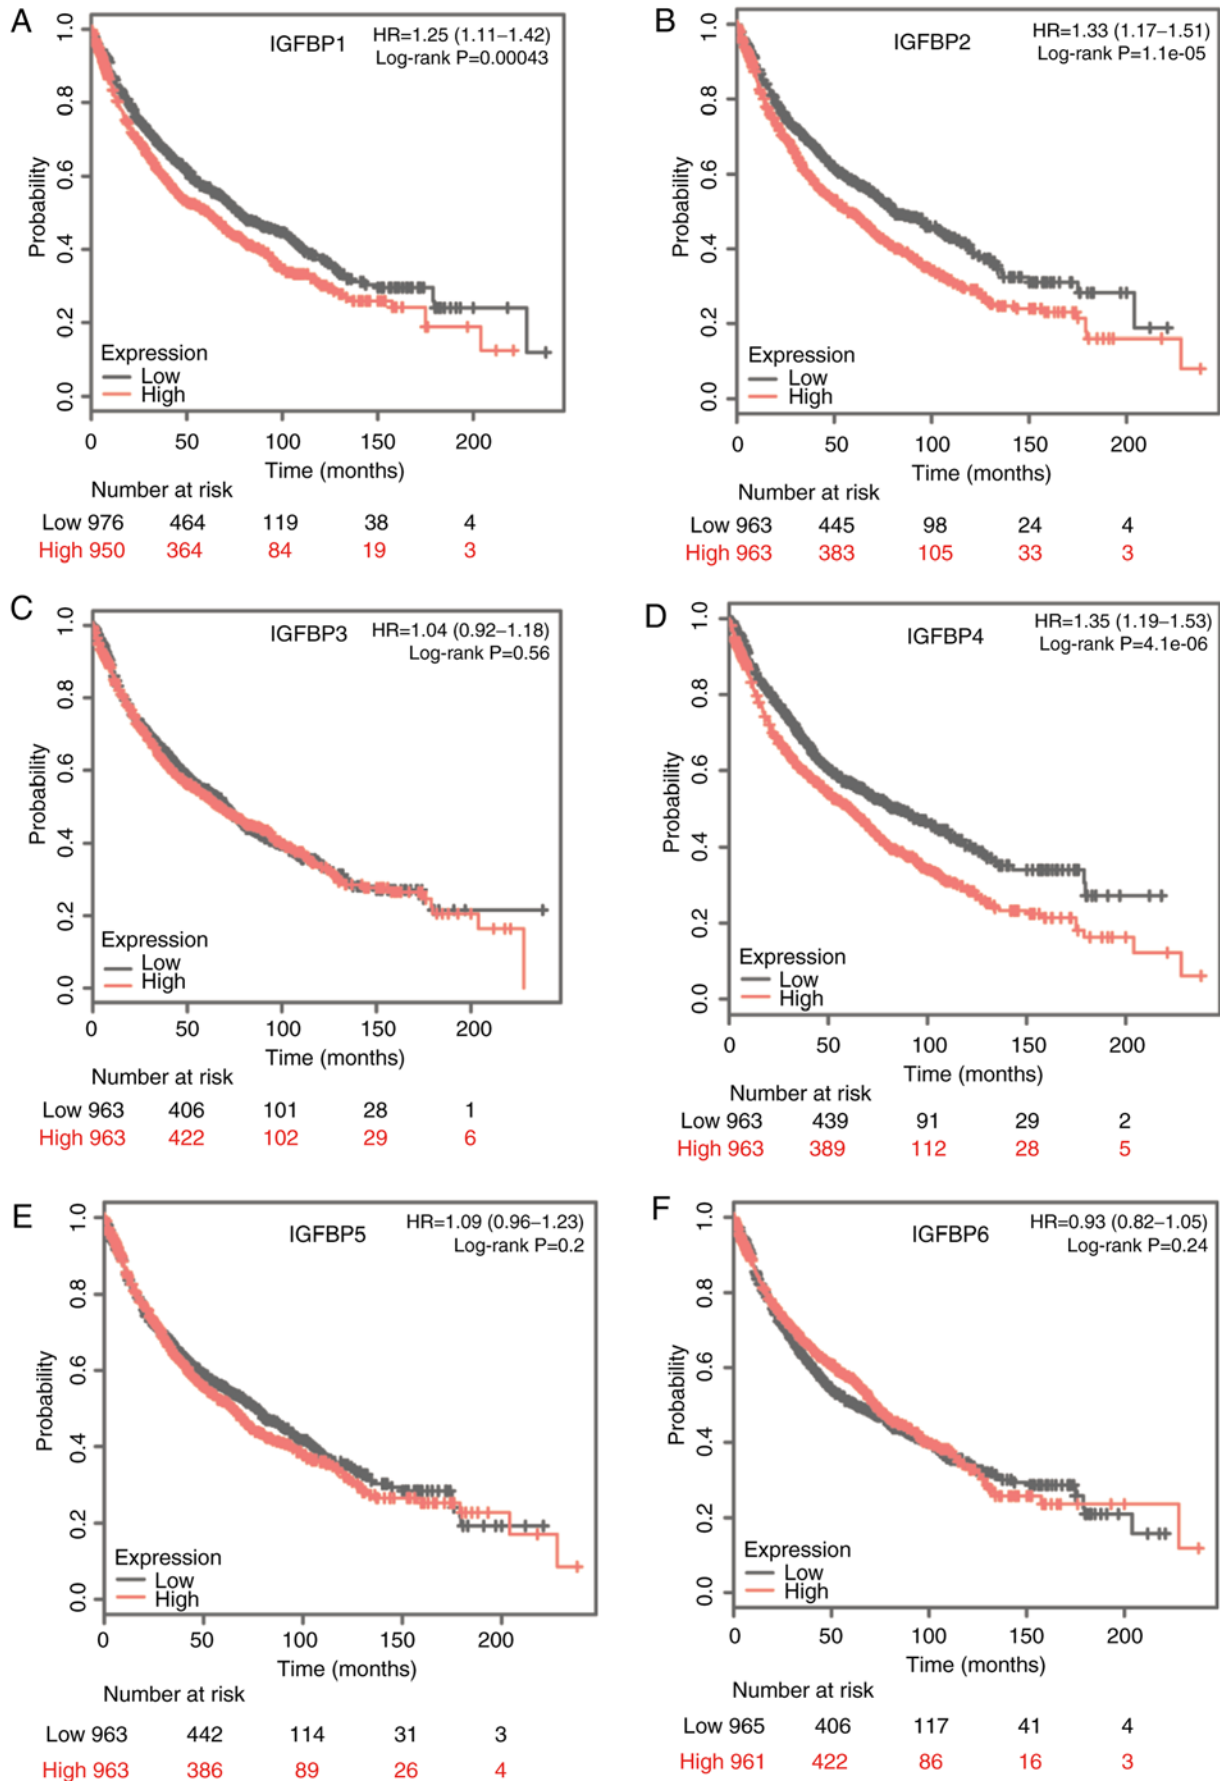 A
IGFBP1
HR=1.25 (1.11–1.42)
Log-rank P=0.00043
Probability
1.0
0.8
0.6
0.4
0.2
0.0
Expression
Low
High
0 50 100 150 200
Time (months)
Number at risk
Low 976 464 119 38 4
High 950 364 84 19 3
B
IGFBP2
HR=1.33 (1.17–1.51)
Log-rank P=1.1e-05
Probability
1.0
0.8
0.6
0.4
0.2
0.0
Expression
Low
High
0 50 100 150 200
Time (months)
Number at risk
Low 963 445 98 24 4
High 963 383 105 33 3
C
IGFBP3
HR=1.04 (0.92–1.18)
Log-rank P=0.56
Probability
1.0
0.8
0.6
0.4
0.2
0.0
Expression
Low
High
0 50 100 150 200
Time (months)
Number at risk
Low 963 406 101 28 1
High 963 422 102 29 6
D
IGFBP4
HR=1.35 (1.19–1.53)
Log-rank P=4.1e-06
Probability
1.0
0.8
0.6
0.4
0.2
0.0
Expression
Low
High
0 50 100 150 200
Time (months)
Number at risk
Low 963 439 91 29 2
High 963 389 112 28 5
E
IGFBP5
HR=1.09 (0.96–1.23)
Log-rank P=0.2
Probability
1.0
0.8
0.6
0.4
0.2
0.0
Expression
Low
High
0 50 100 150 200
Time (months)
Number at risk
Low 963 442 114 31 3
High 963 386 89 26 4
F
IGFBP6
HR=0.93 (0.82–1.05)
Log-rank P=0.24
Probability
1.0
0.8
0.6
0.4
0.2
0.0
Expression
Low
High
0 50 100 150 200
Time (months)
Number at risk
Low 965 406 117 41 4
High 961 422 86 16 3